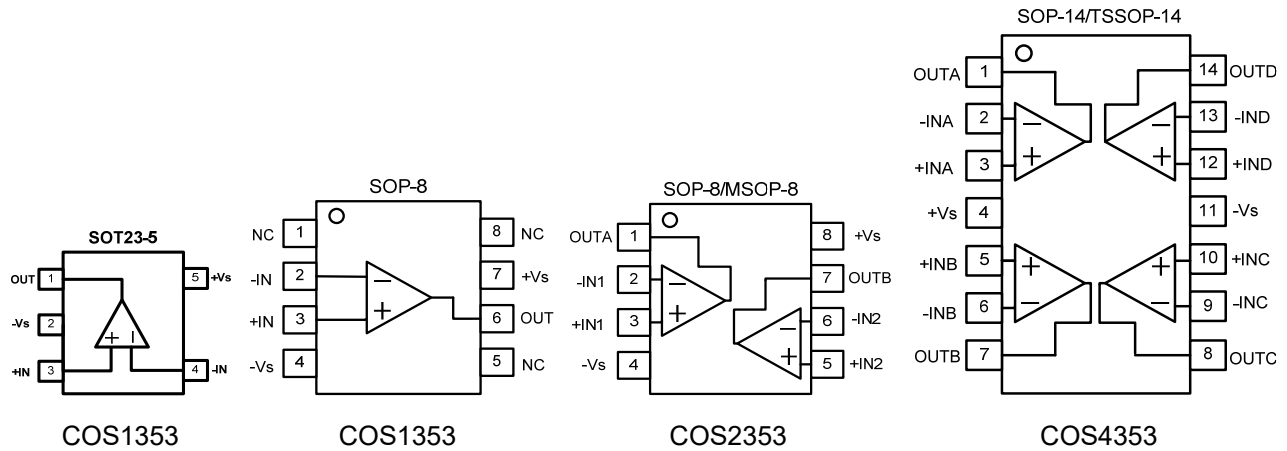 SOT23-5
OUT 1
5 +Vs
-Vs 2
+IN 3
4 -IN
+ −
COS1353
SOP-8
NC 1
8 NC
-IN 2
7 +Vs
+IN 3
6 OUT
-Vs 4
5 NC
−
+
COS1353
SOP-8/MSOP-8
OUTA 1
8 +Vs
-IN1 2
7 OUTB
+IN1 3
6 -IN2
-Vs 4
5 +IN2
−
+
−
+
COS2353
SOP-14/TSSOP-14
OUTA 1
14 OUTD
-INA 2
13 -IND
+INA 3
12 +IND
+Vs 4
11 -Vs
+INB 5
10 +INC
-INB 6
9 -INC
OUTB 7
8 OUTC
− −
+ +
+ +
− −
COS4353